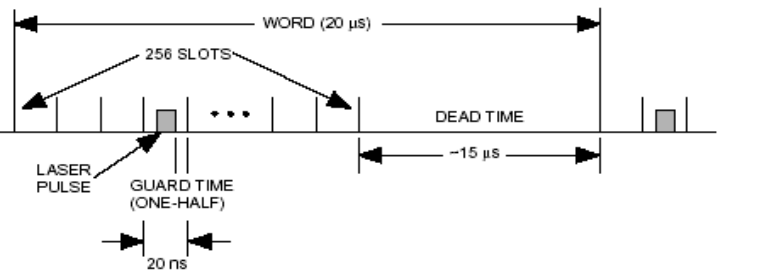 WORD (20 µs)
256 SLOTS
DEAD TIME
~15 µs
LASER
PULSE
GUARD TIME
(ONE-HALF)
20 ns